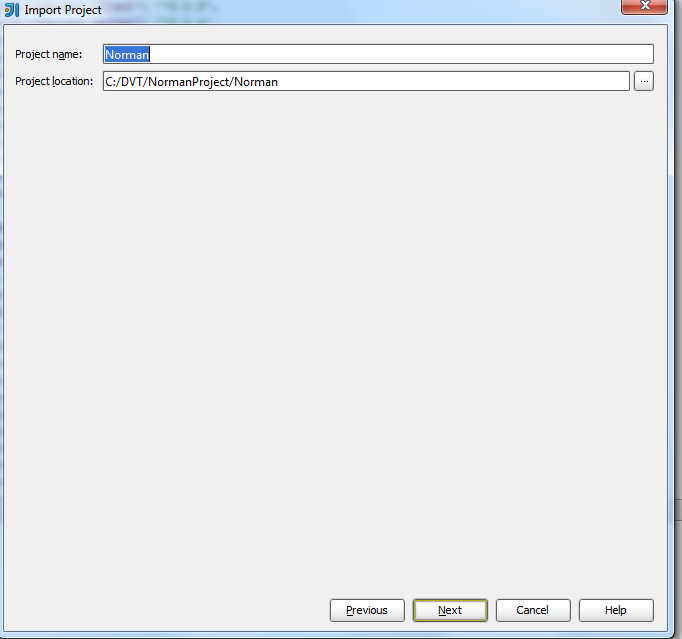 Import Project
Project name: Norman
Project location: C:/DVT/NormanProject/Norman ...
Previous Next Cancel Help